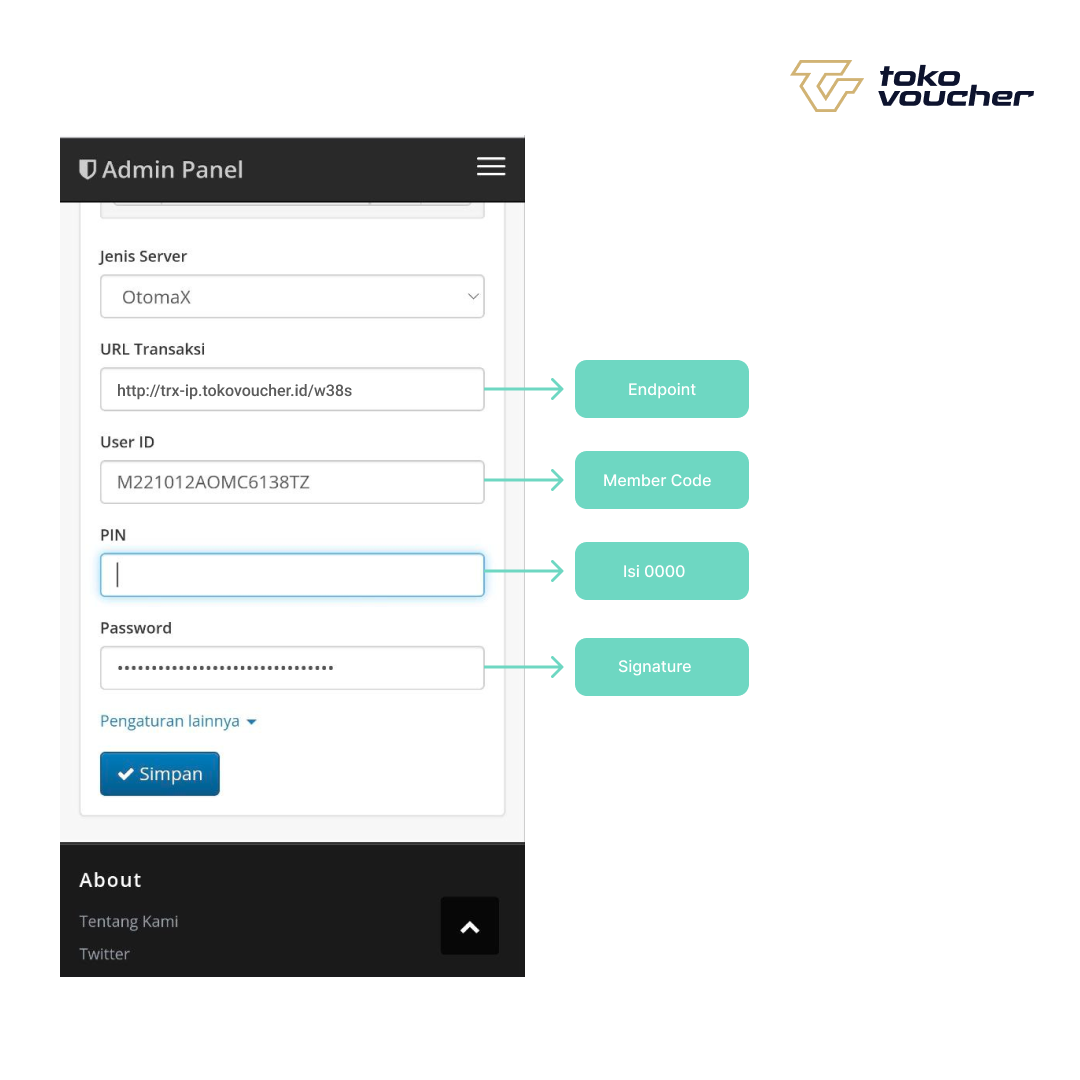 toko
voucher
Admin Panel
Jenis Server
OtomaX
URL Transaksi
http://trx-ip.tokovoucher.id/w38s
Endpoint
User ID
M221012AOMC6138TZ
Member Code
PIN
Isi 0000
Password
••••••••••••••••••••••••••••••••
Signature
Pengaturan lainnya
Simpan
About
Tentang Kami
Twitter